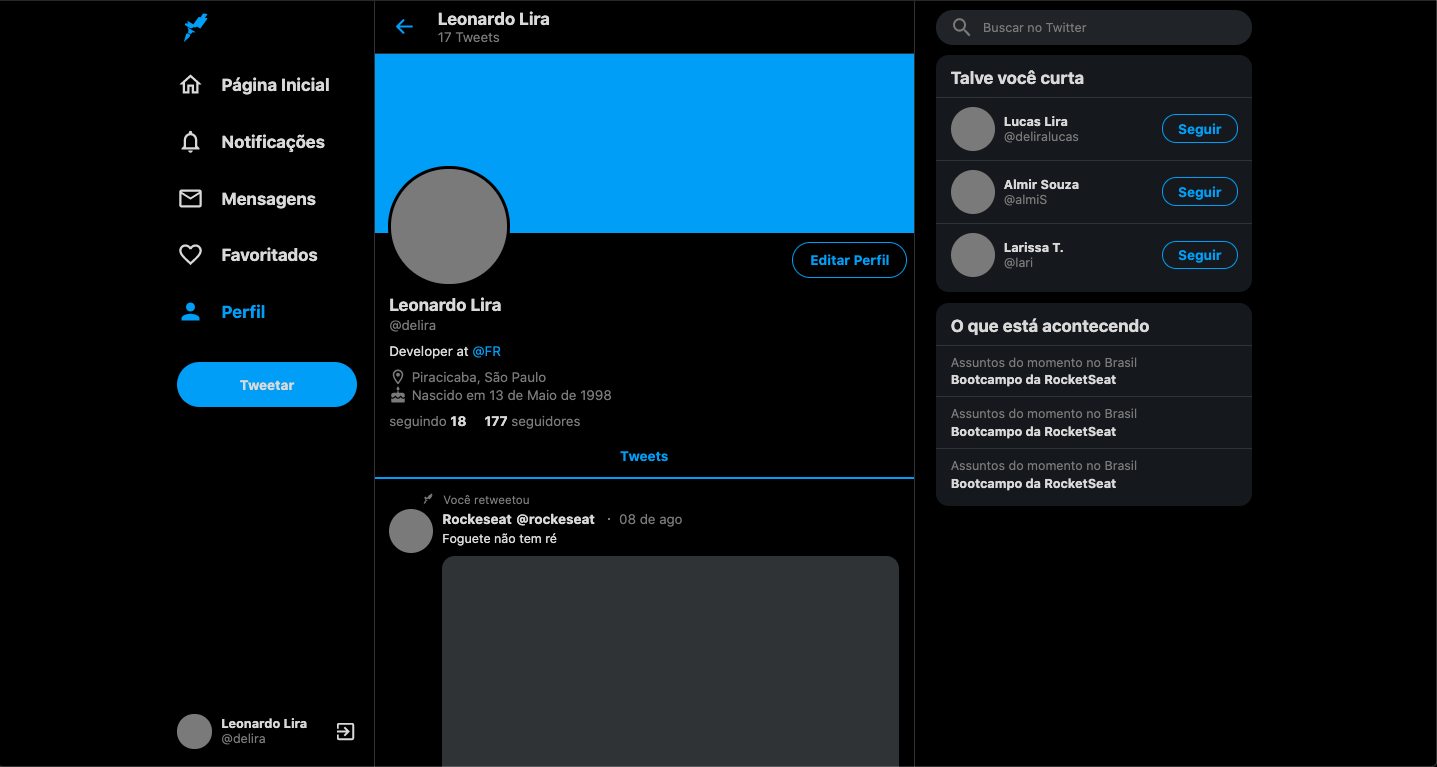 Página Inicial
Notificações
Mensagens
Favoritados
Perfil
Tweetar
Leonardo Lira
@delira
Leonardo Lira
17 Tweets
Editar Perfil
Leonardo Lira
@delira
Developer at @FR
Piracicaba, São Paulo
Nascido em 13 de Maio de 1998
seguindo 18 177 seguidores
Tweets
Você retweetou
Rockeseat @rockeseat · 08 de ago
Foguete não tem ré
Buscar no Twitter
Talve você curta
Lucas Lira
@deliralucas
Seguir
Almir Souza
@almiS
Seguir
Larissa T.
@lari
Seguir
O que está acontecendo
Assuntos do momento no Brasil
Bootcampo da RocketSeat
Assuntos do momento no Brasil
Bootcampo da RocketSeat
Assuntos do momento no Brasil
Bootcampo da RocketSeat